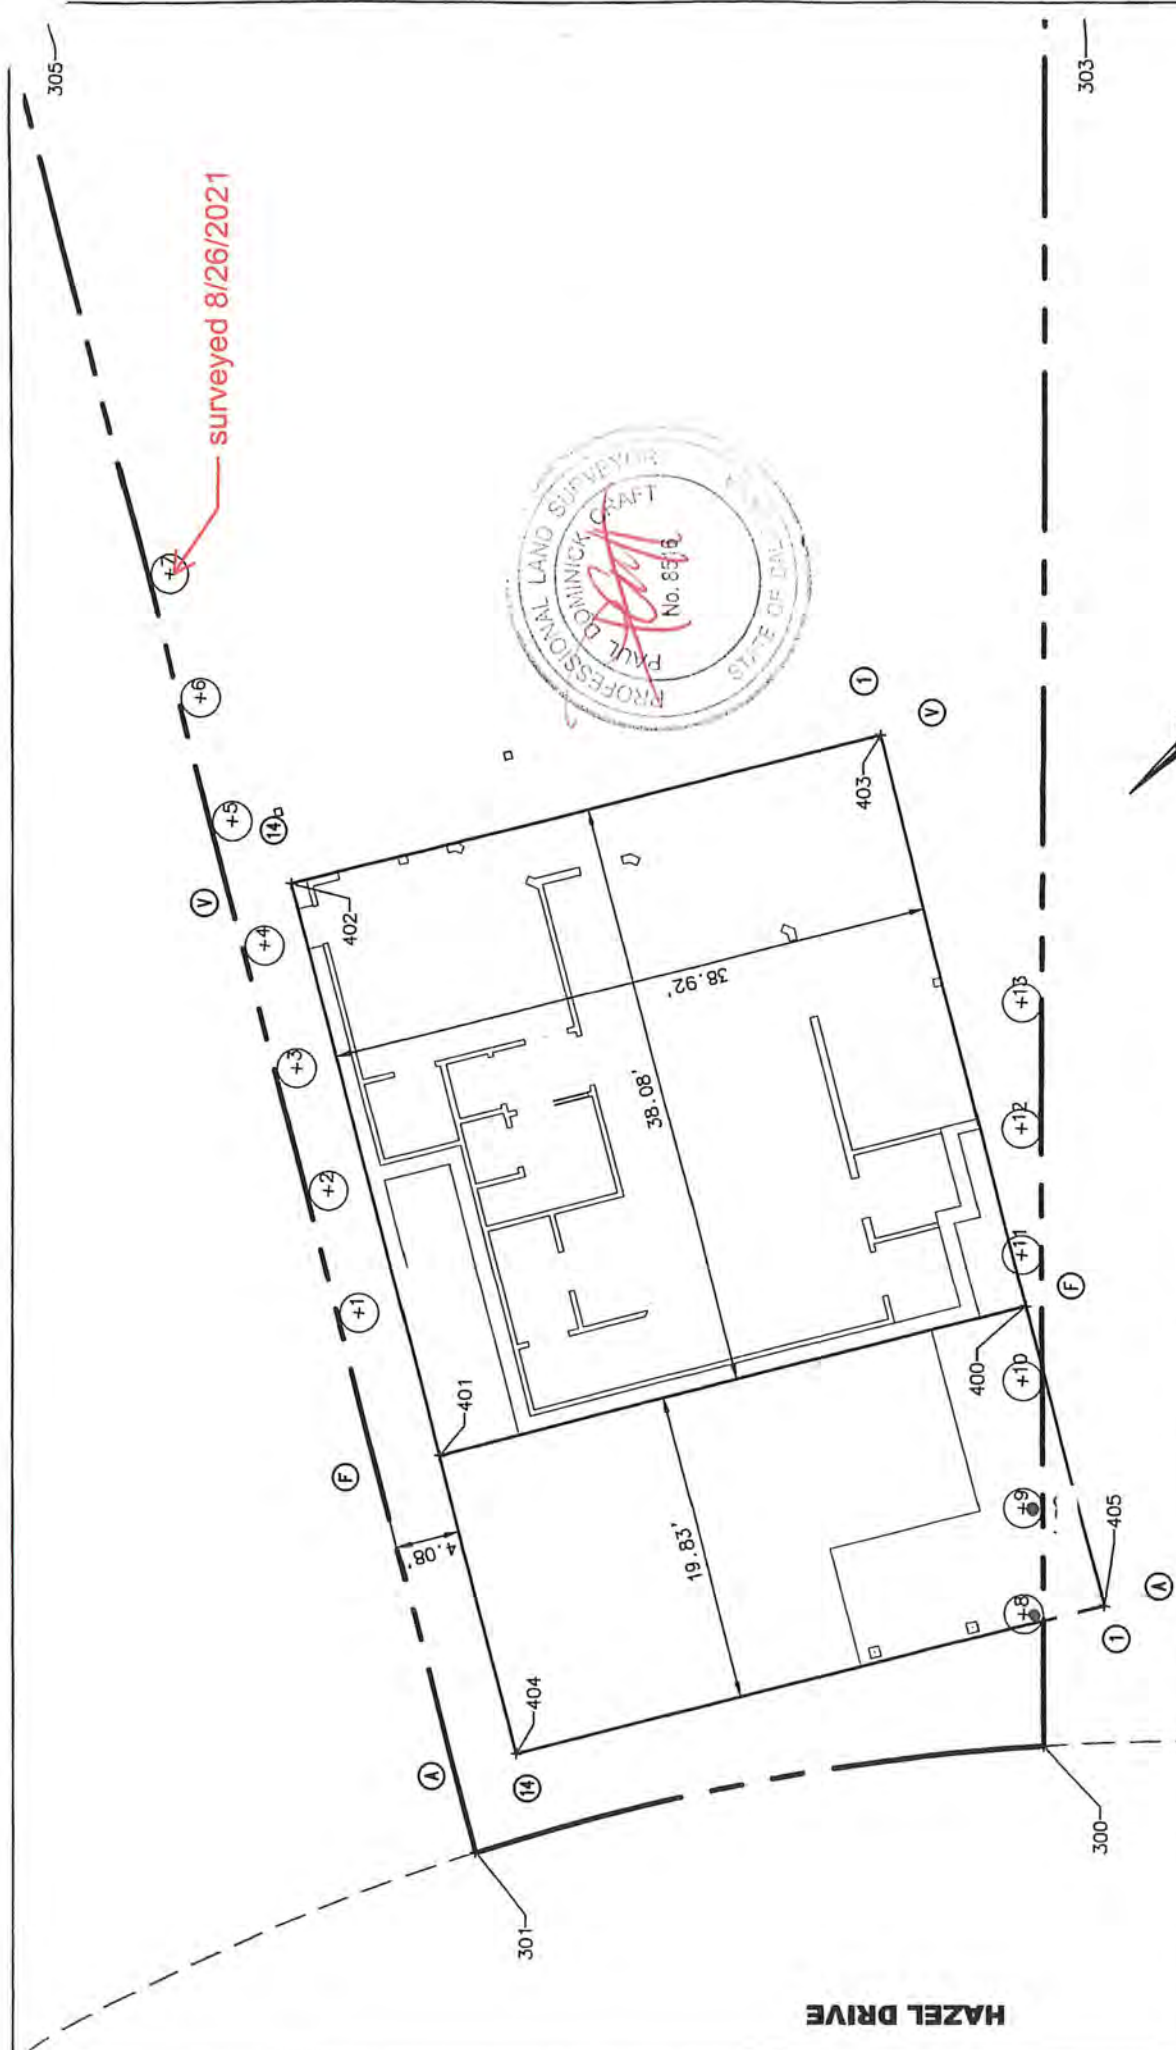 305
303
surveyed 8/26/2021
+7
+6
+5
14
V
+4
+3
+2
+1
F
A
PROFESSIONAL LAND SURVEYOR
PAUL DOMINICK CRAFT
No. 8516
STATE OF CAL
402
403
1
V
38.92'
38.08'
+13
+12
+11
F
+10
400
401
4.08'
19.83'
+9
+8
405
A
1
404
14
301
300
HAZEL DRIVE